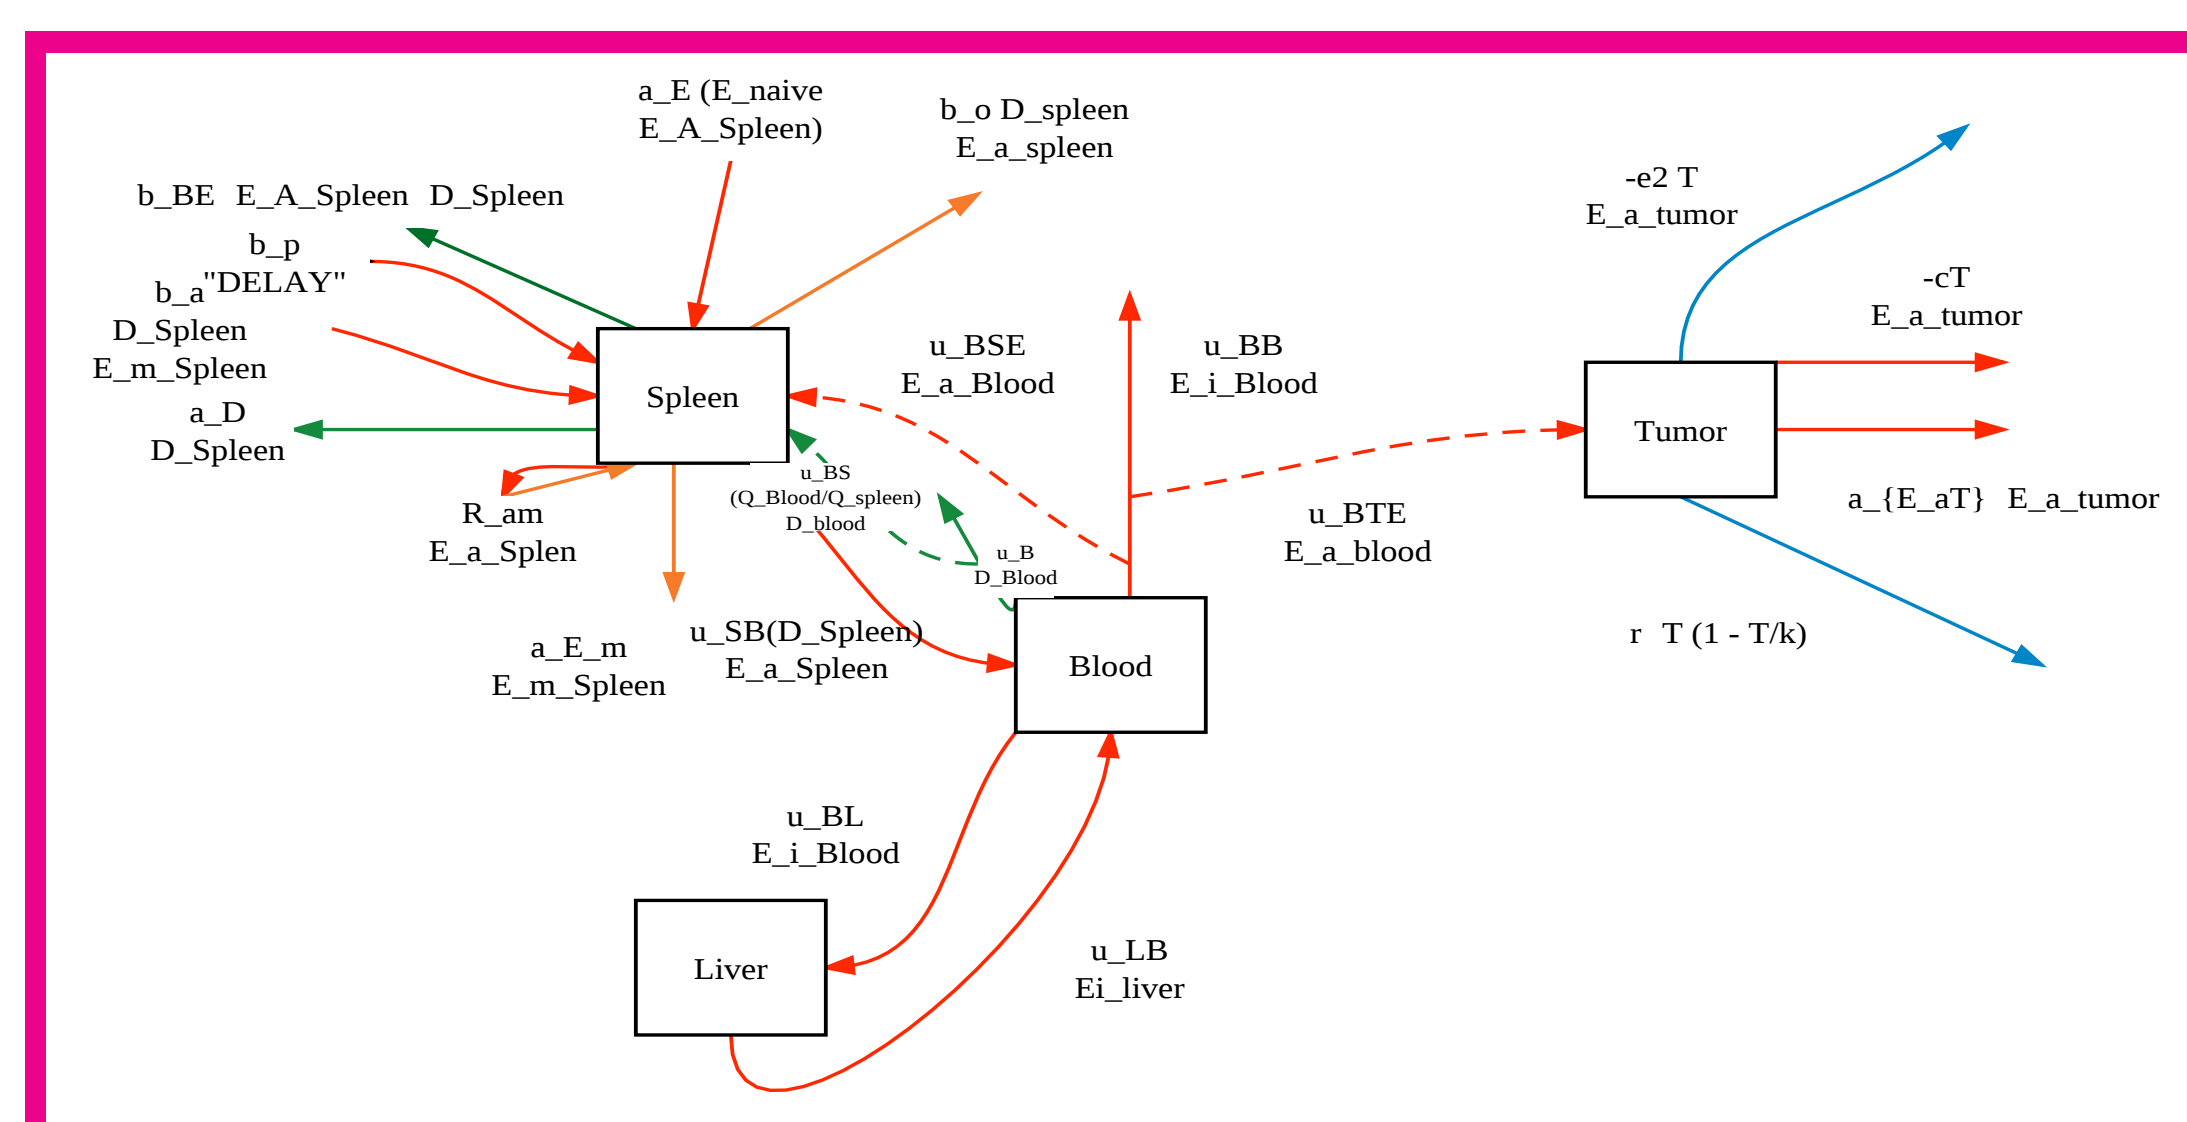 a_E (E_naive
E_A_Spleen)
b_o D_spleen
E_a_spleen
b_BE E_A_Spleen D_Spleen
b_p
"DELAY"
b_a
D_Spleen
E_m_Spleen
a_D
D_Spleen
Spleen
R_am
E_a_Splen
a_E_m
E_m_Spleen
u_BS
(Q_Blood/Q_spleen)
D_blood
u_B
D_Blood
u_SB(D_Spleen)
E_a_Spleen
u_BSE
E_a_Blood
u_BB
E_i_Blood
u_BTE
E_a_blood
Blood
-e2 T
E_a_tumor
-cT
E_a_tumor
Tumor
a_{E_aT} E_a_tumor
r T (1 - T/k)
u_BL
E_i_Blood
Liver
u_LB
Ei_liver